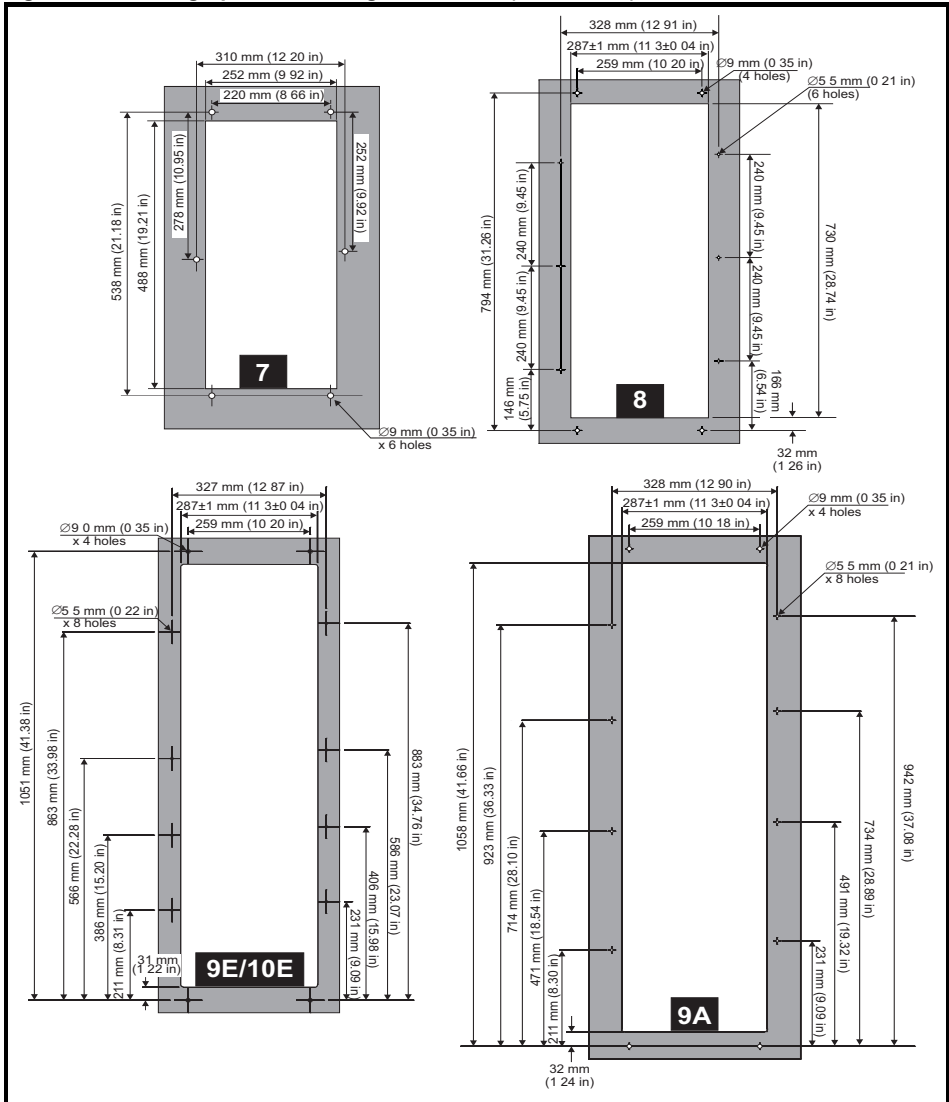 310 mm (12 20 in)
252 mm (9 92 in)
220 mm (8 66 in)
538 mm (21.18 in)
488 mm (19.21 in)
278 mm (10.95 in)
252 mm (9.92 in)
7
∅9 mm (0 35 in)
x 6 holes
328 mm (12 91 in)
287±1 mm (11 3±0 04 in)
259 mm (10 20 in)
∅9 mm (0 35 in)
(4 holes)
∅5 5 mm (0 21 in)
(6 holes)
794 mm (31.26 in)
240 mm (9.45 in)
240 mm (9.45 in)
146 mm
(5.75 in)
240 mm (9.45 in)
240 mm (9.45 in)
166 mm
(6.54 in)
730 mm (28.74 in)
8
32 mm
(1 26 in)
327 mm (12 87 in)
287±1 mm (11 3±0 04 in)
259 mm (10 20 in)
∅9 0 mm (0 35 in)
x 4 holes
∅5 5 mm (0 22 in)
x 8 holes
1051 mm (41.38 in)
863 mm (33.98 in)
566 mm (22.28 in)
386 mm (15.20 in)
211 mm (8.31 in)
31 mm
(1 22 in)
9E/10E
231 mm
(9.09 in)
406 mm (15.98 in)
586 mm (23.07 in)
883 mm (34.76 in)
328 mm (12 90 in)
287±1 mm (11 3±0 04 in)
259 mm (10 18 in)
∅9 mm (0 35 in)
x 4 holes
∅5 5 mm (0 21 in)
x 8 holes
1058 mm (41.66 in)
923 mm (36.33 in)
714 mm (28.10 in)
471 mm (18.54 in)
211 mm (8.30 in)
9A
231 mm
(9.09 in)
491 mm (19.32 in)
734 mm (28.89 in)
942 mm (37.08 in)
32 mm
(1 24 in)